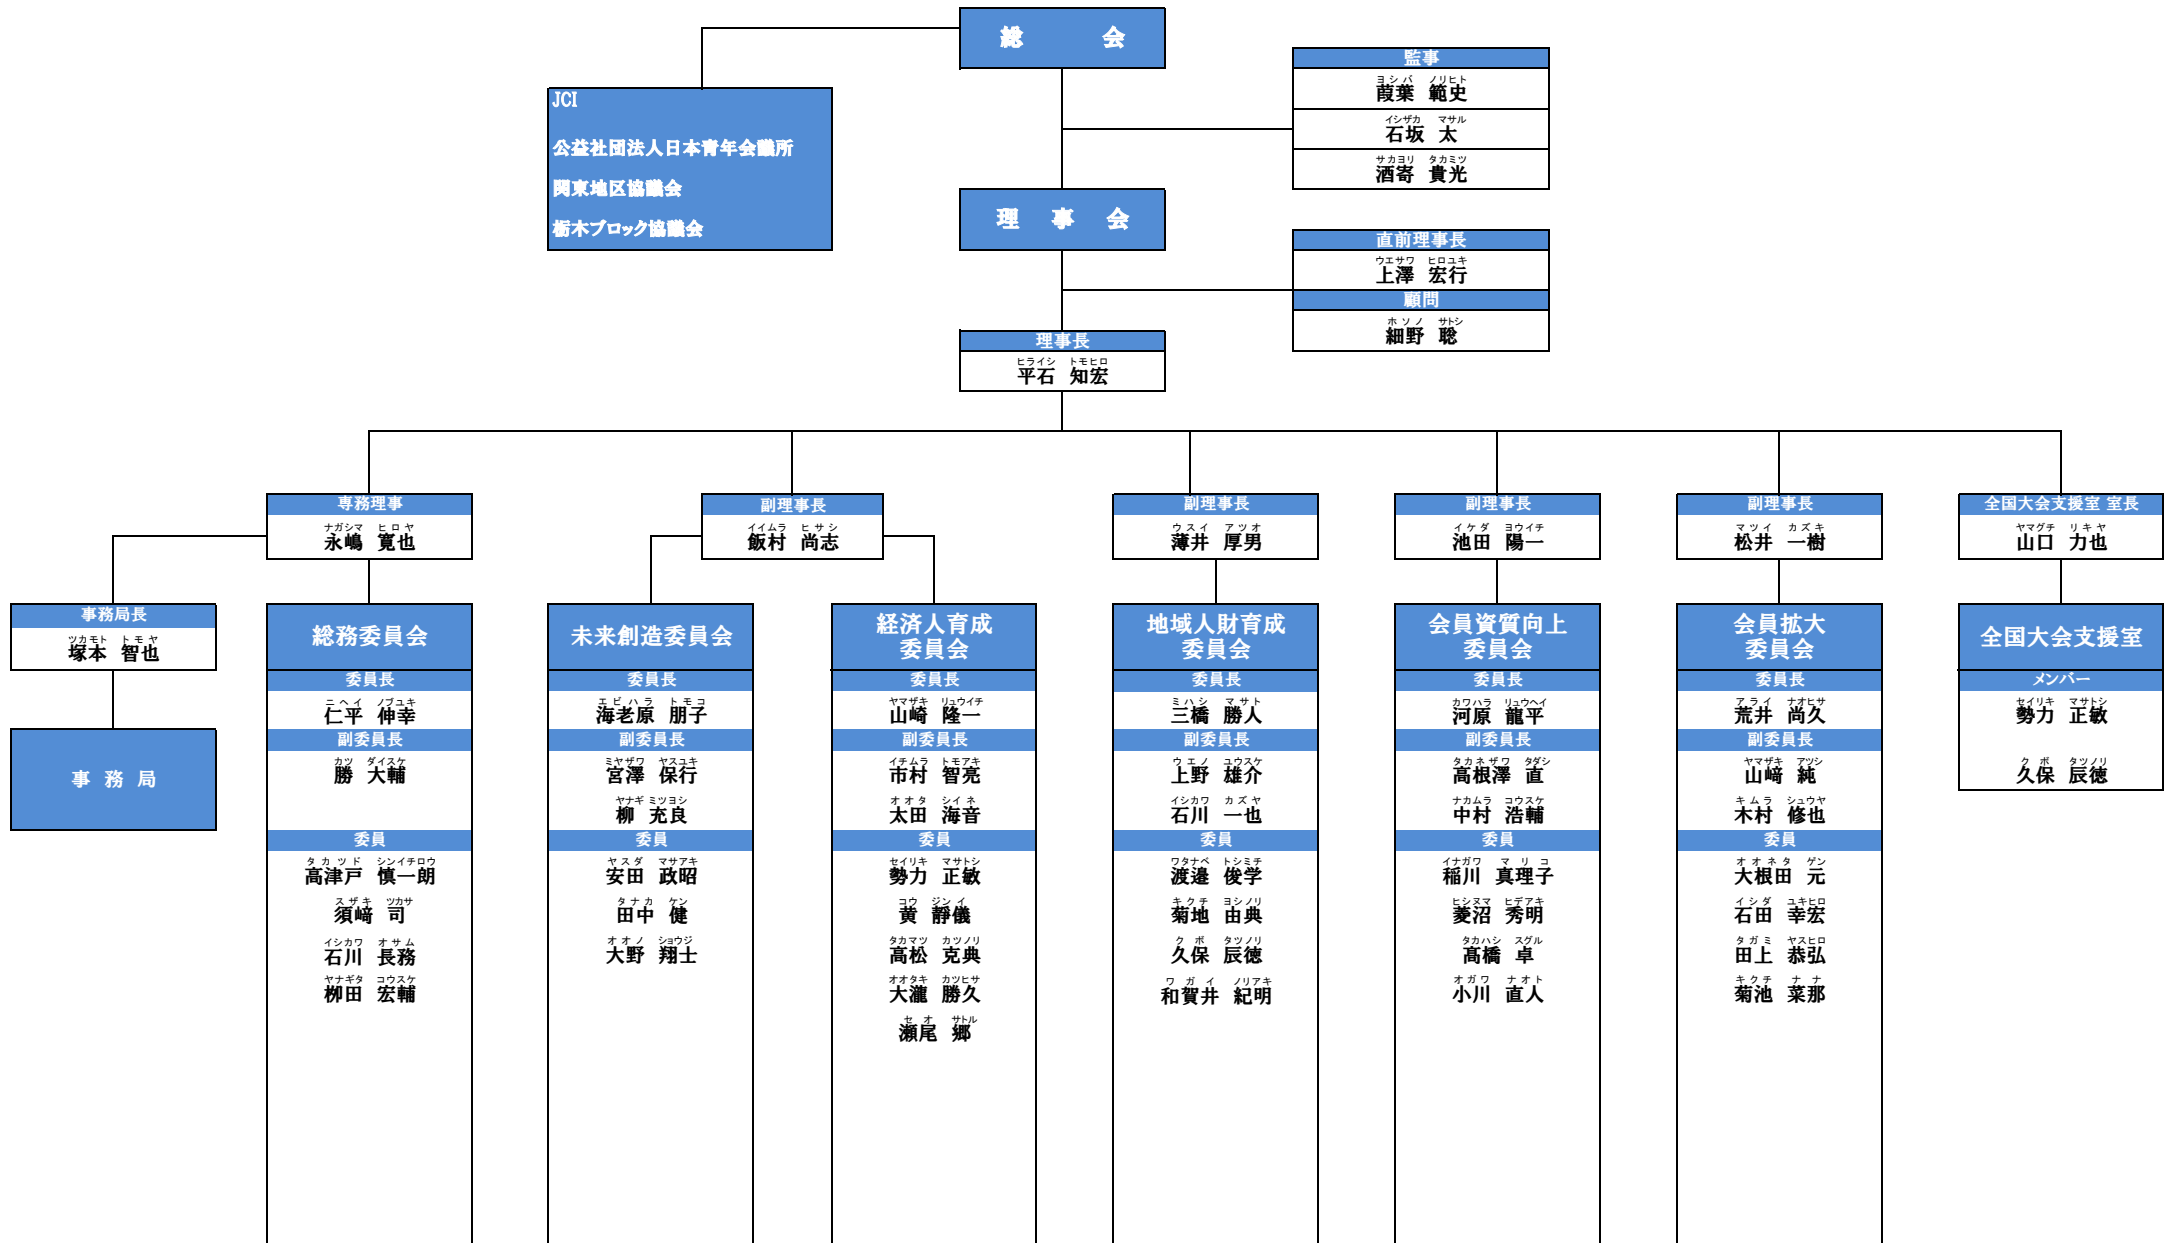 総 会
JCI
公益社団法人日本青年会議所
関東地区協議会
栃木ブロック協議会
監事
ヨシバ ノリヒト
葭葉 範史
イシザカ マサル
石坂 太
サカヨリ タカミツ
酒寄 貴光
理 事 会
直前理事長
ウエサワ ヒロユキ
上澤 宏行
顧問
ホソノ サトシ
細野 聡
理事長
ヒライシ トモヒロ
平石 知宏
専務理事
ナガシマ ヒロヤ
永嶋 寛也
副理事長
イイムラ ヒサシ
飯村 尚志
副理事長
ウスイ アツオ
薄井 厚男
副理事長
イケダ ヨウイチ
池田 陽一
副理事長
マツイ カズキ
松井 一樹
全国大会支援室 室長
ヤマグチ リキヤ
山口 力也
事務局長
ツカモト トモヤ
塚本 智也
事 務 局
総務委員会
委員長
ニヘイ ノブユキ
仁平 伸幸
副委員長
カツ ダイスケ
勝 大輔
委員
タカツド シンイチロウ
高津戸 慎一朗
スザキ ツカサ
須﨑 司
イシカワ オサム
石川 長務
ヤナギタ コウスケ
栁田 宏輔
未来創造委員会
委員長
エビハラ トモコ
海老原 朋子
副委員長
ミヤザワ ヤスユキ
宮澤 保行
ヤナギ ミツヨシ
柳 充良
委員
ヤスダ マサアキ
安田 政昭
タナカ ケン
田中 健
オオノ ショウジ
大野 翔士
経済人育成
委員会
委員長
ヤマザキ リュウイチ
山崎 隆一
副委員長
イチムラ トモアキ
市村 智亮
オオタ シイネ
太田 海音
委員
セイリキ マサトシ
勢力 正敏
コウ ジンイ
黄 靜儀
タカマツ カツノリ
高松 克典
オオタキ カツヒサ
大瀧 勝久
セオ サトル
瀬尾 郷
地域人財育成
委員会
委員長
ミハシ マサト
三橋 勝人
副委員長
ウエノ ユウスケ
上野 雄介
イシカワ カズヤ
石川 一也
委員
ワタナベ トシミチ
渡邉 俊学
キクチ ヨシノリ
菊地 由典
クボ タツノリ
久保 辰徳
ワガイ ノリアキ
和賀井 紀明
会員資質向上
委員会
委員長
カワハラ リュウヘイ
河原 龍平
副委員長
タカネザワ タダシ
高根澤 直
ナカムラ コウスケ
中村 浩輔
委員
イナガワ マリコ
稲川 真理子
ヒシヌマ ヒデアキ
菱沼 秀明
タカハシ スグル
髙橋 卓
オガワ ナオト
小川 直人
会員拡大
委員会
委員長
アライ ナオヒサ
荒井 尚久
副委員長
ヤマザキ アツシ
山﨑 純
キムラ シュウヤ
木村 修也
委員
オオネタ ゲン
大根田 元
イシダ ユキヒロ
石田 幸宏
タガミ ヤスヒロ
田上 恭弘
キクチ ナナ
菊池 菜那
全国大会支援室
メンバー
セイリキ マサトシ
勢力 正敏
クボ タツノリ
久保 辰徳